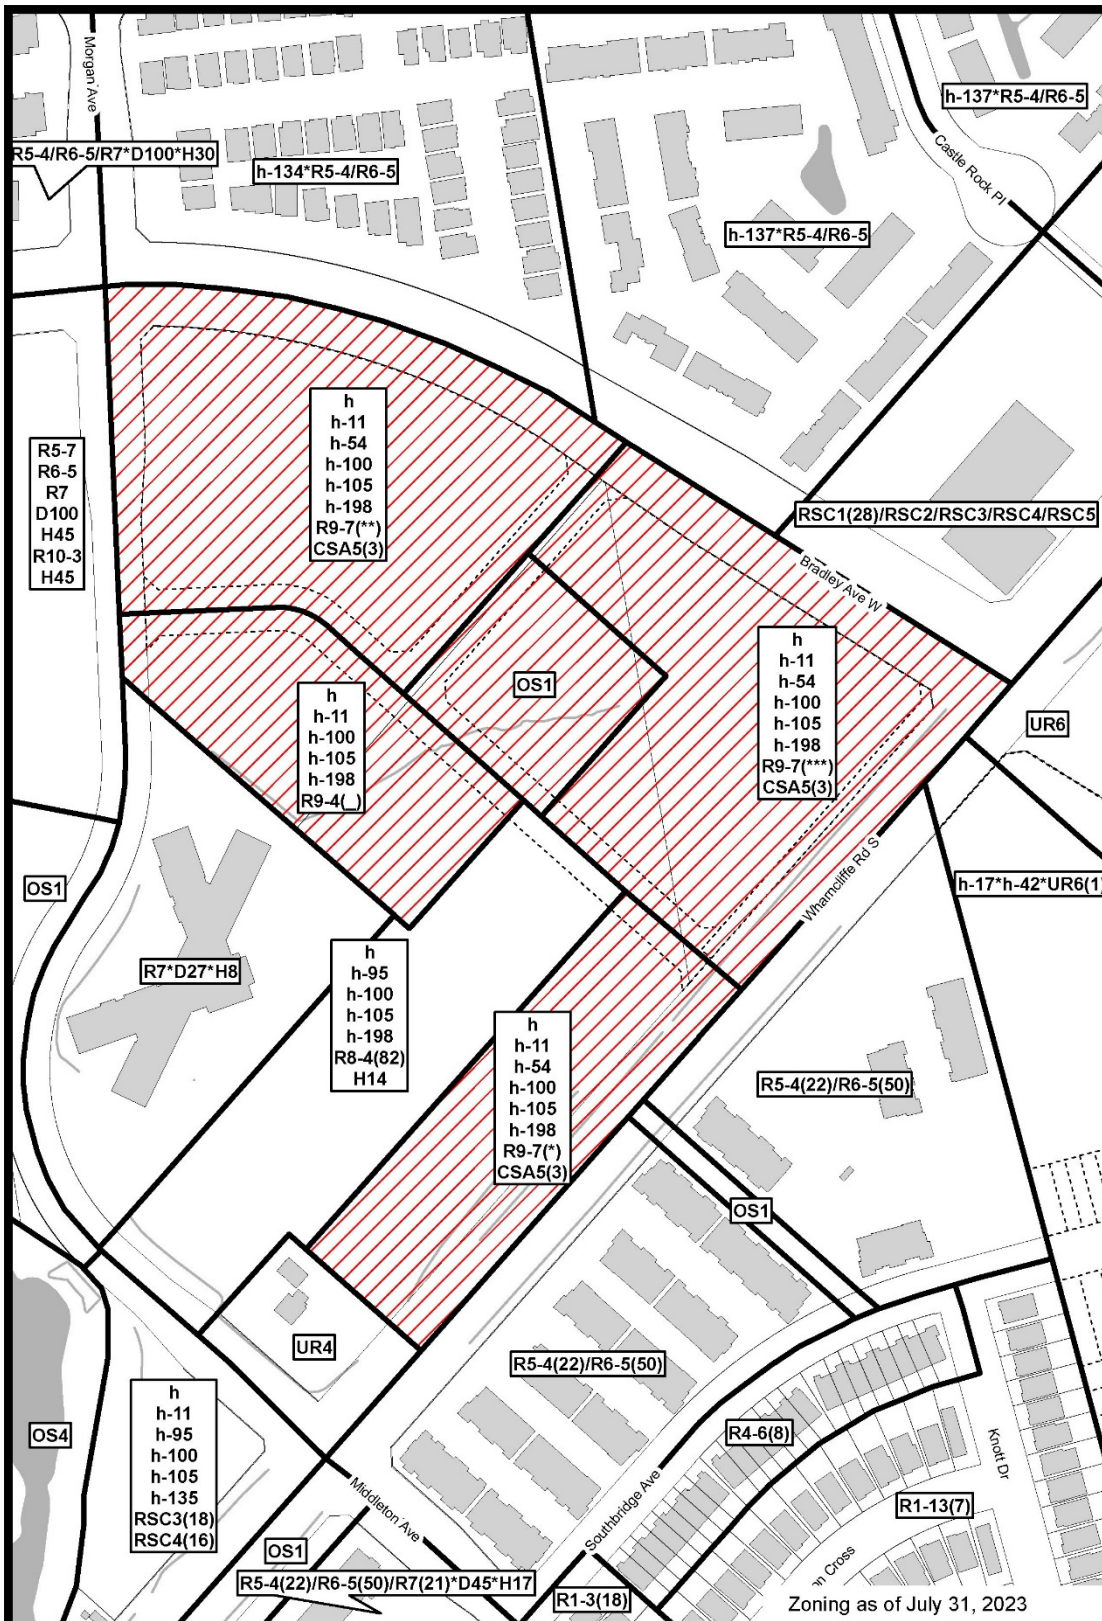 Morgan Ave
h-137*R5-4/R6-5
R5-4/R6-5/R7*D100*H30
h-134*R5-4/R6-5
Castle Rock Pl
h-137*R5-4/R6-5
h
h-11
h-54
h-100
h-105
h-198
R9-7(**)
CSA5(3)
R5-7
R6-5
R7
D100
H45
R10-3
H45
RSC1(28)/RSC2/RSC3/RSC4/RSC5
Bradley Ave W
h
h-11
h-54
h-100
h-105
h-198
R9-7(***)
CSA5(3)
OS1
h
h-11
h-100
h-105
h-198
R9-4(_)
UR6
Wharncliffe Rd S
h-17*h-42*UR6(1
OS1
R7*D27*H8
h
h-95
h-100
h-105
h-198
R8-4(82)
H14
h
h-11
h-54
h-100
h-105
h-198
R9-7(*)
CSA5(3)
R5-4(22)/R6-5(50)
OS1
UR4
R5-4(22)/R6-5(50)
h
h-11
h-95
h-100
h-105
h-135
RSC3(18)
RSC4(16)
OS4
R4-6(8)
Knott Dr
Middleton Ave
Southbridge Ave
R1-13(7)
OS1
on Cross
R5-4(22)/R6-5(50)/R7(21)*D45*H17
R1-3(18)
Zoning as of July 31, 2023